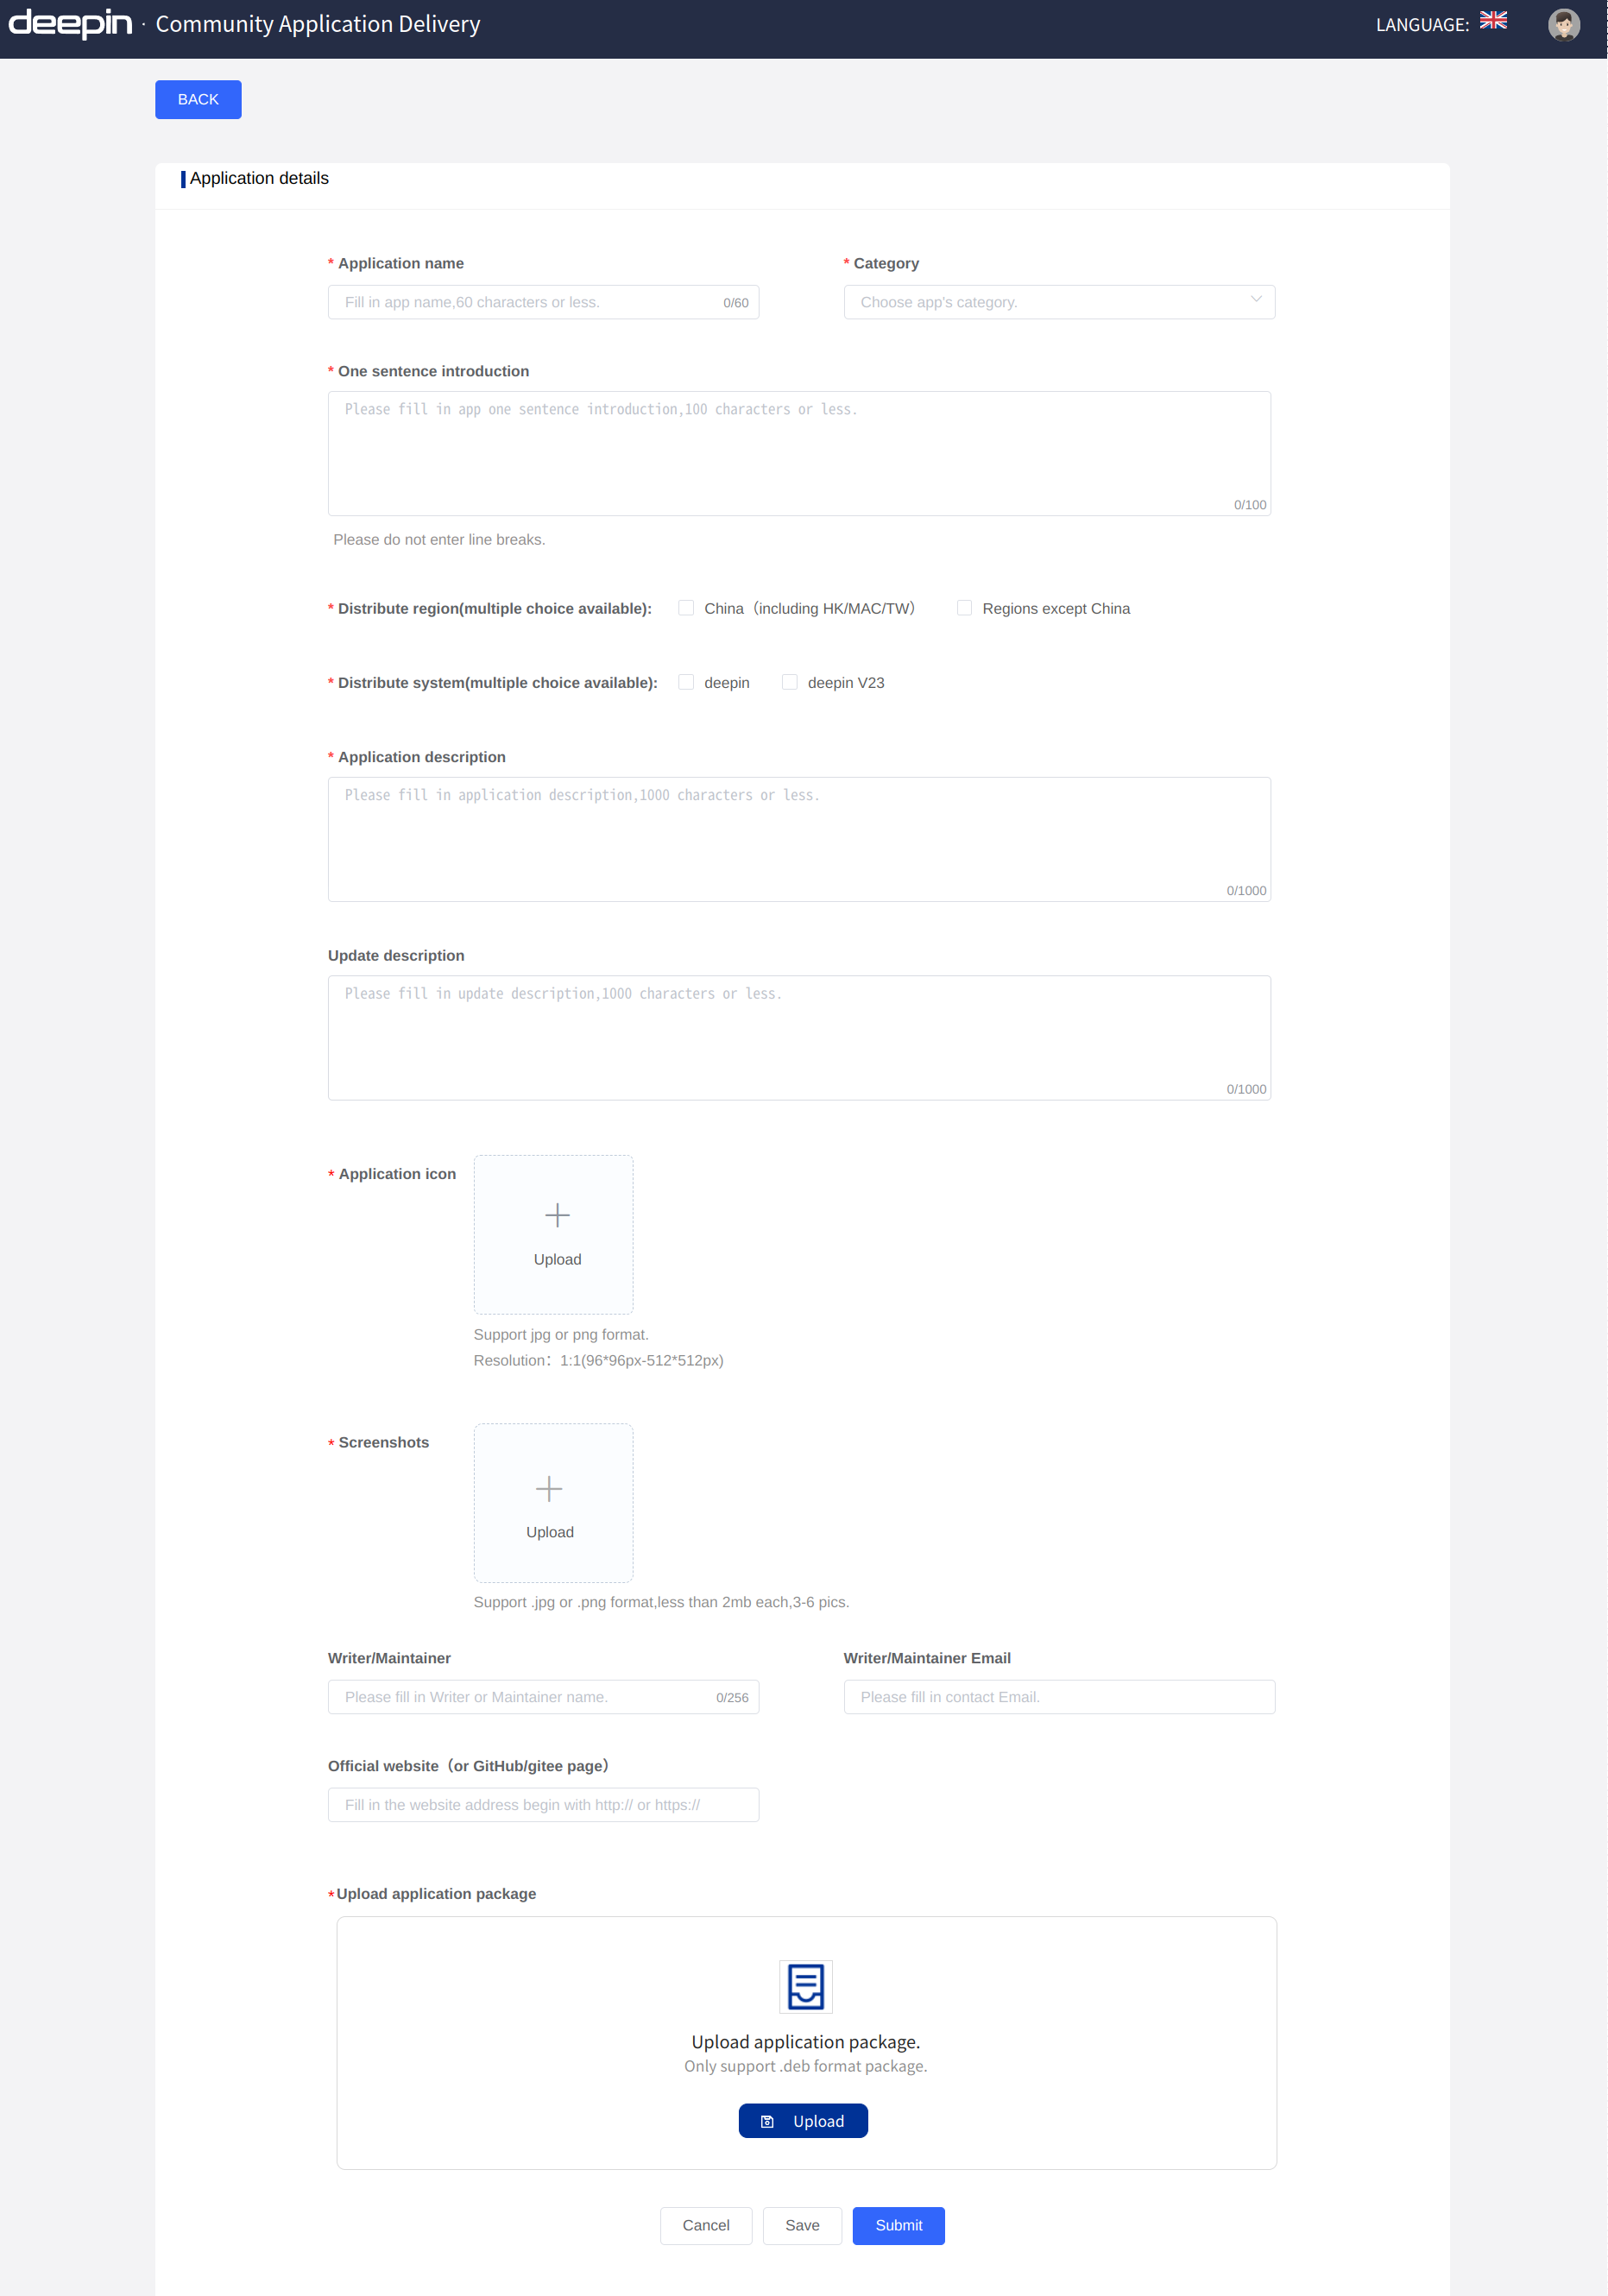 deepin · Community Application Delivery
LANGUAGE:
BACK
Application details
* Application name
* Category
Fill in app name,60 characters or less.
0/60
Choose app's category.
* One sentence introduction
Please fill in app one sentence introduction,100 characters or less.
0/100
Please do not enter line breaks.
* Distribute region(multiple choice available):
China（including HK/MAC/TW）
Regions except China
* Distribute system(multiple choice available):
deepin
deepin V23
* Application description
Please fill in application description,1000 characters or less.
0/1000
Update description
Please fill in update description,1000 characters or less.
0/1000
* Application icon
Upload
Support jpg or png format.
Resolution：1:1(96*96px-512*512px)
* Screenshots
Upload
Support .jpg or .png format,less than 2mb each,3-6 pics.
Writer/Maintainer
Writer/Maintainer Email
Please fill in Writer or Maintainer name.
0/256
Please fill in contact Email.
Official website（or GitHub/gitee page）
Fill in the website address begin with http:// or https://
*Upload application package
Upload application package.
Only support .deb format package.
Upload
Cancel
Save
Submit